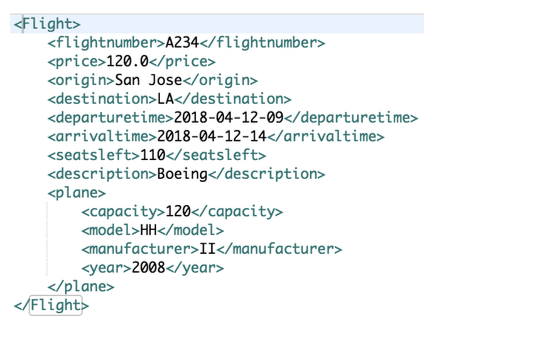 <Flight>
<flightnumber>A234</flightnumber>
<price>120.0</price>
<origin>San Jose</origin>
<destination>LA</destination>
<departuretime>2018-04-12-09</departuretime>
<arrivaltime>2018-04-12-14</arrivaltime>
<seatsleft>110</seatsleft>
<description>Boeing</description>
<plane>
<capacity>120</capacity>
<model>HH</model>
<manufacturer>II</manufacturer>
<year>2008</year>
</plane>
</Flight>